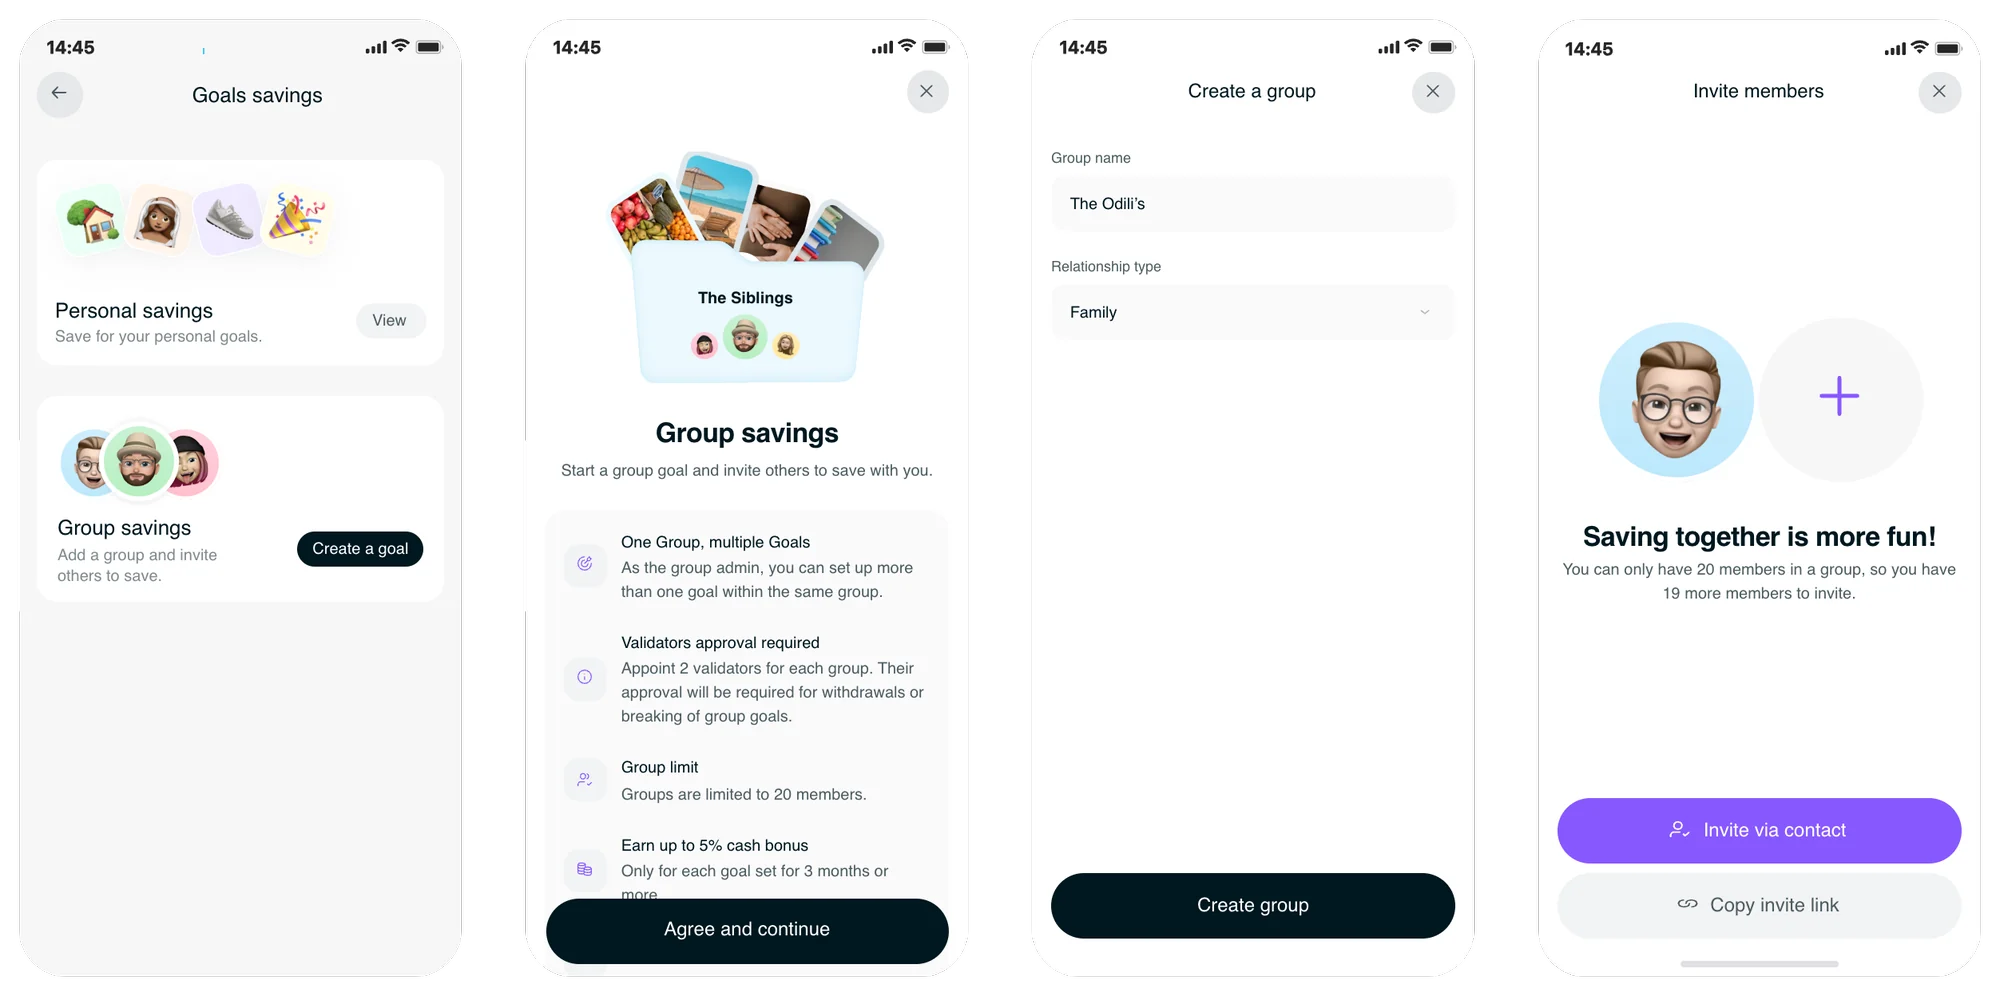 14:45
Goals savings
Personal savings
Save for your personal goals.
View
Group savings
Add a group and invite
others to save.
Create a goal
14:45
The Siblings
Group savings
Start a group goal and invite others to save with you.
One Group, multiple Goals
As the group admin, you can set up more
than one goal within the same group.
Validators approval required
Appoint 2 validators for each group. Their
approval will be required for withdrawals or
breaking of group goals.
Group limit
Groups are limited to 20 members.
Earn up to 5% cash bonus
Only for each goal set for 3 months or
more
Agree and continue
14:45
Create a group
Group name
The Odili’s
Relationship type
Family
Create group
14:45
Invite members
Saving together is more fun!
You can only have 20 members in a group, so you have
19 more members to invite.
Invite via contact
Copy invite link